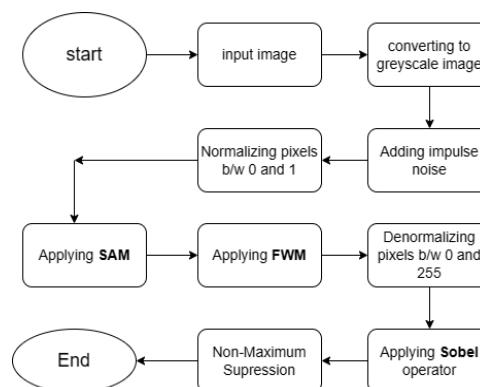 start
input image
converting to
greyscale image
Adding impulse
noise
Normalizing pixels
b/w 0 and 1
Applying SAM
Applying FWM
Denormalizing
pixels b/w 0 and
255
Applying Sobel
operator
Non-Maximum
Supression
End